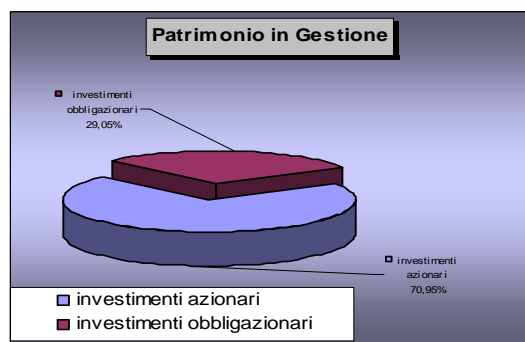 Patrimonio in Gestione
investimenti
obbligazionari
29,05%
investimenti
azionari
70,95%
investimenti azionari
investimenti obbligazionari